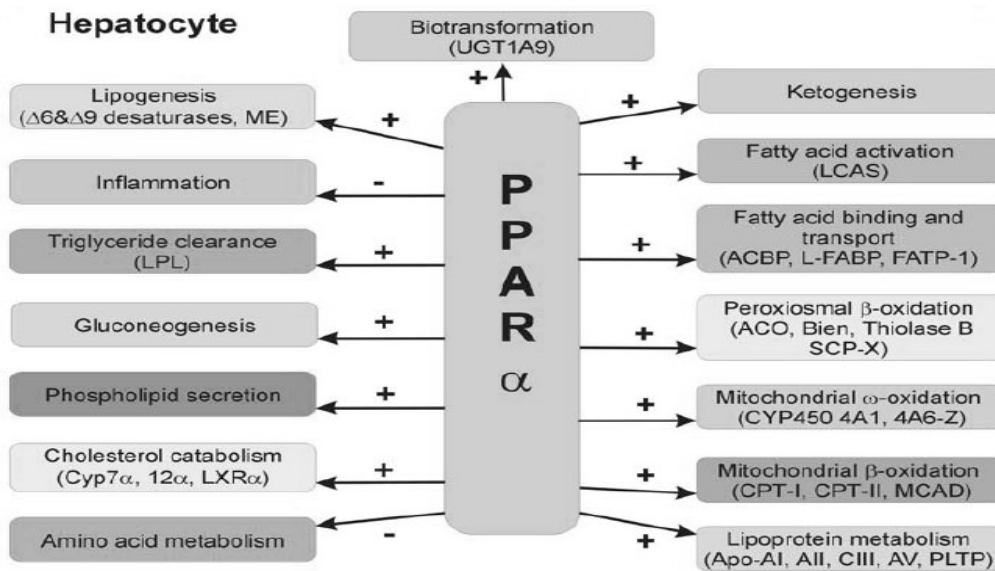 Hepatocyte
Biotransformation
(UGT1A9)
+
Lipogenesis
(Δ6&Δ9 desaturases, ME)
+
Inflammation
-
Triglyceride clearance
(LPL)
+
Gluconeogenesis
+
Phospholipid secretion
+
Cholesterol catabolism
(Cyp7α, 12α, LXRα)
+
Amino acid metabolism
-
P
P
A
R
α
+
Ketogenesis
+
Fatty acid activation
(LCAS)
+
Fatty acid binding and
transport
(ACBP, L-FABP, FATP-1)
+
Peroxiosmal β-oxidation
(ACO, Bien, Thiolase B
SCP-X)
+
Mitochondrial ω-oxidation
(CYP450 4A1, 4A6-Z)
+
Mitochondrial β-oxidation
(CPT-I, CPT-II, MCAD)
+
Lipoprotein metabolism
(Apo-AI, AII, CIII, AV, PLTP)